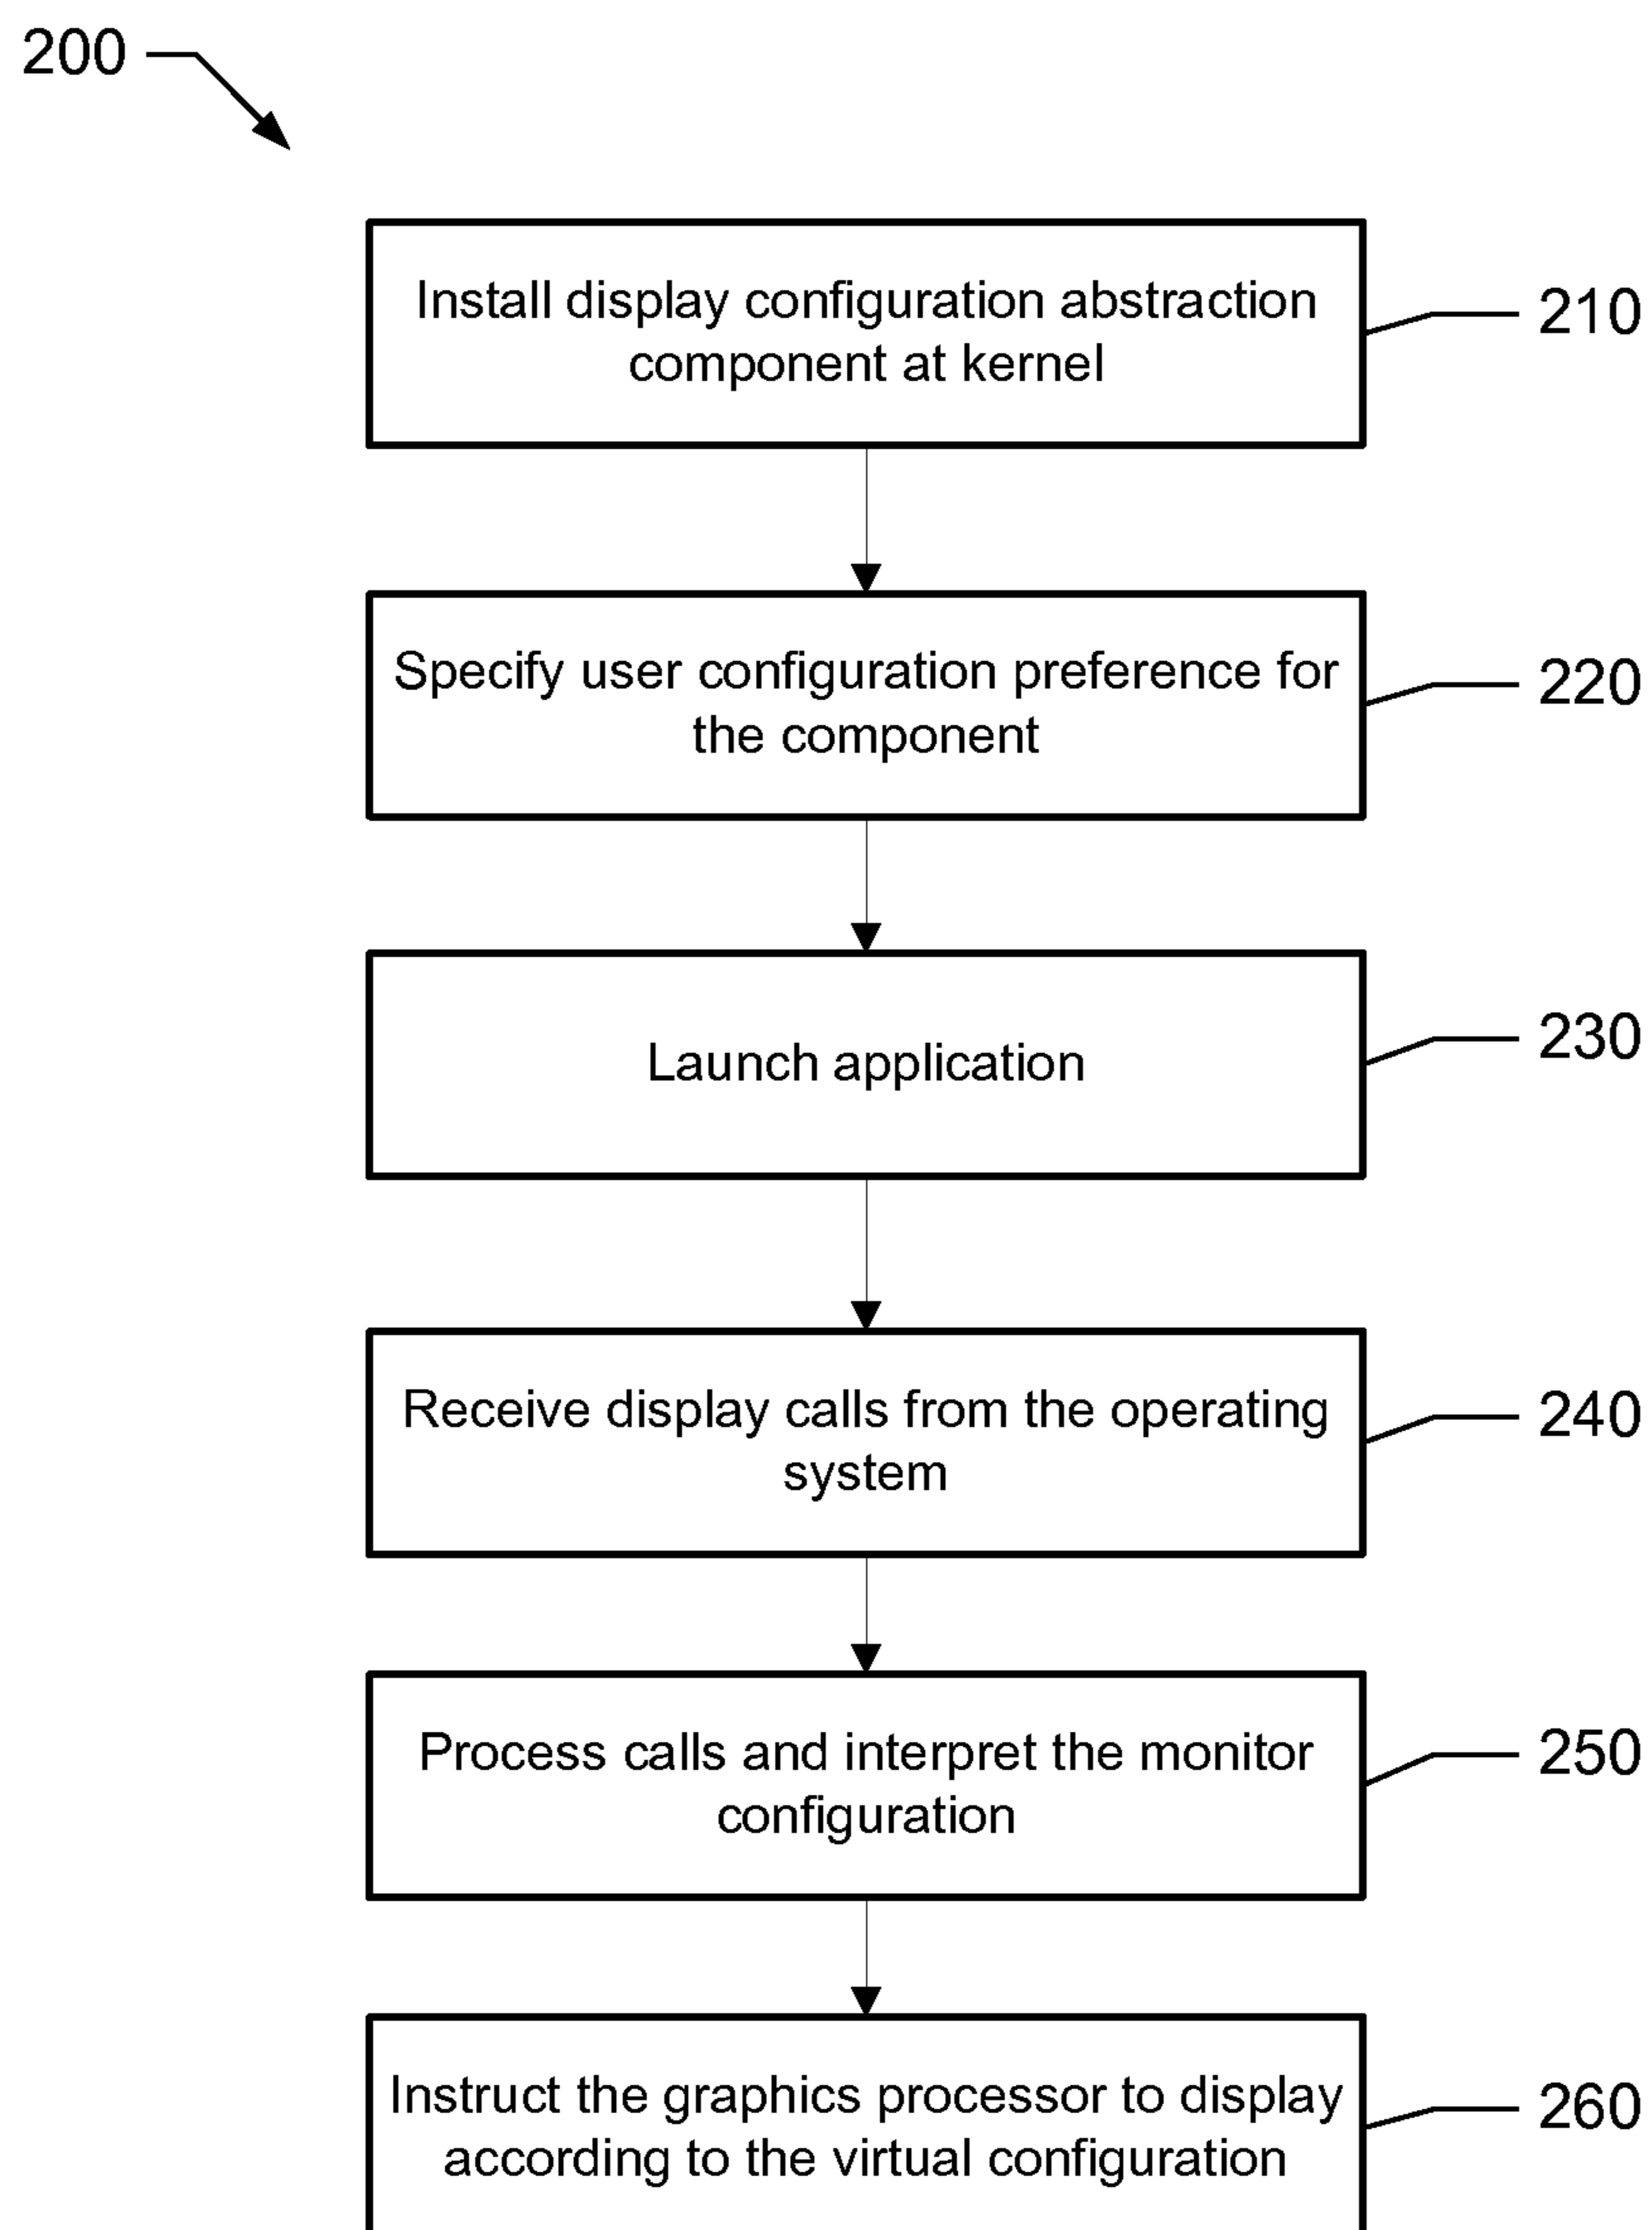 200
Install display configuration abstraction
component at kernel
210
Specify user configuration preference for
the component
220
Launch application
230
Receive display calls from the operating
system
240
Process calls and interpret the monitor
configuration
250
Instruct the graphics processor to display
according to the virtual configuration
260